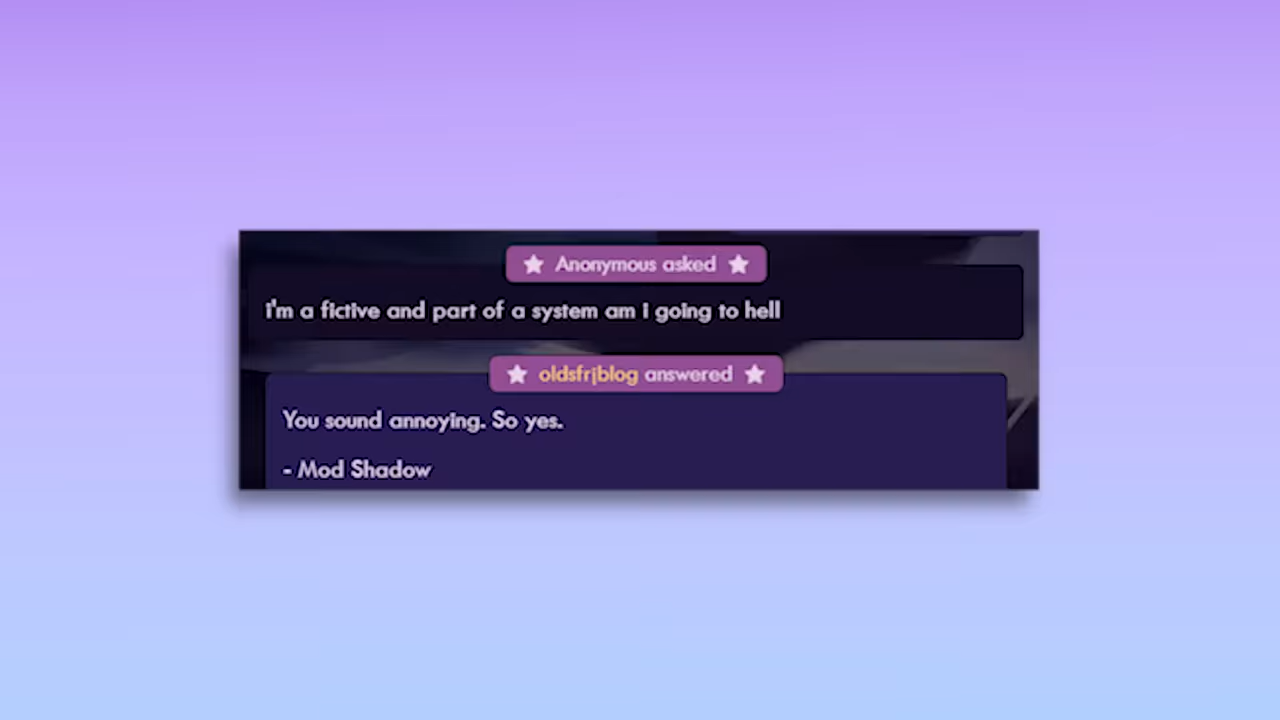 ★ Anonymous asked ★
i'm a fictive and part of a system am i going to hell
★ oldsfrjblog answered ★
You sound annoying. So yes.
- Mod Shadow